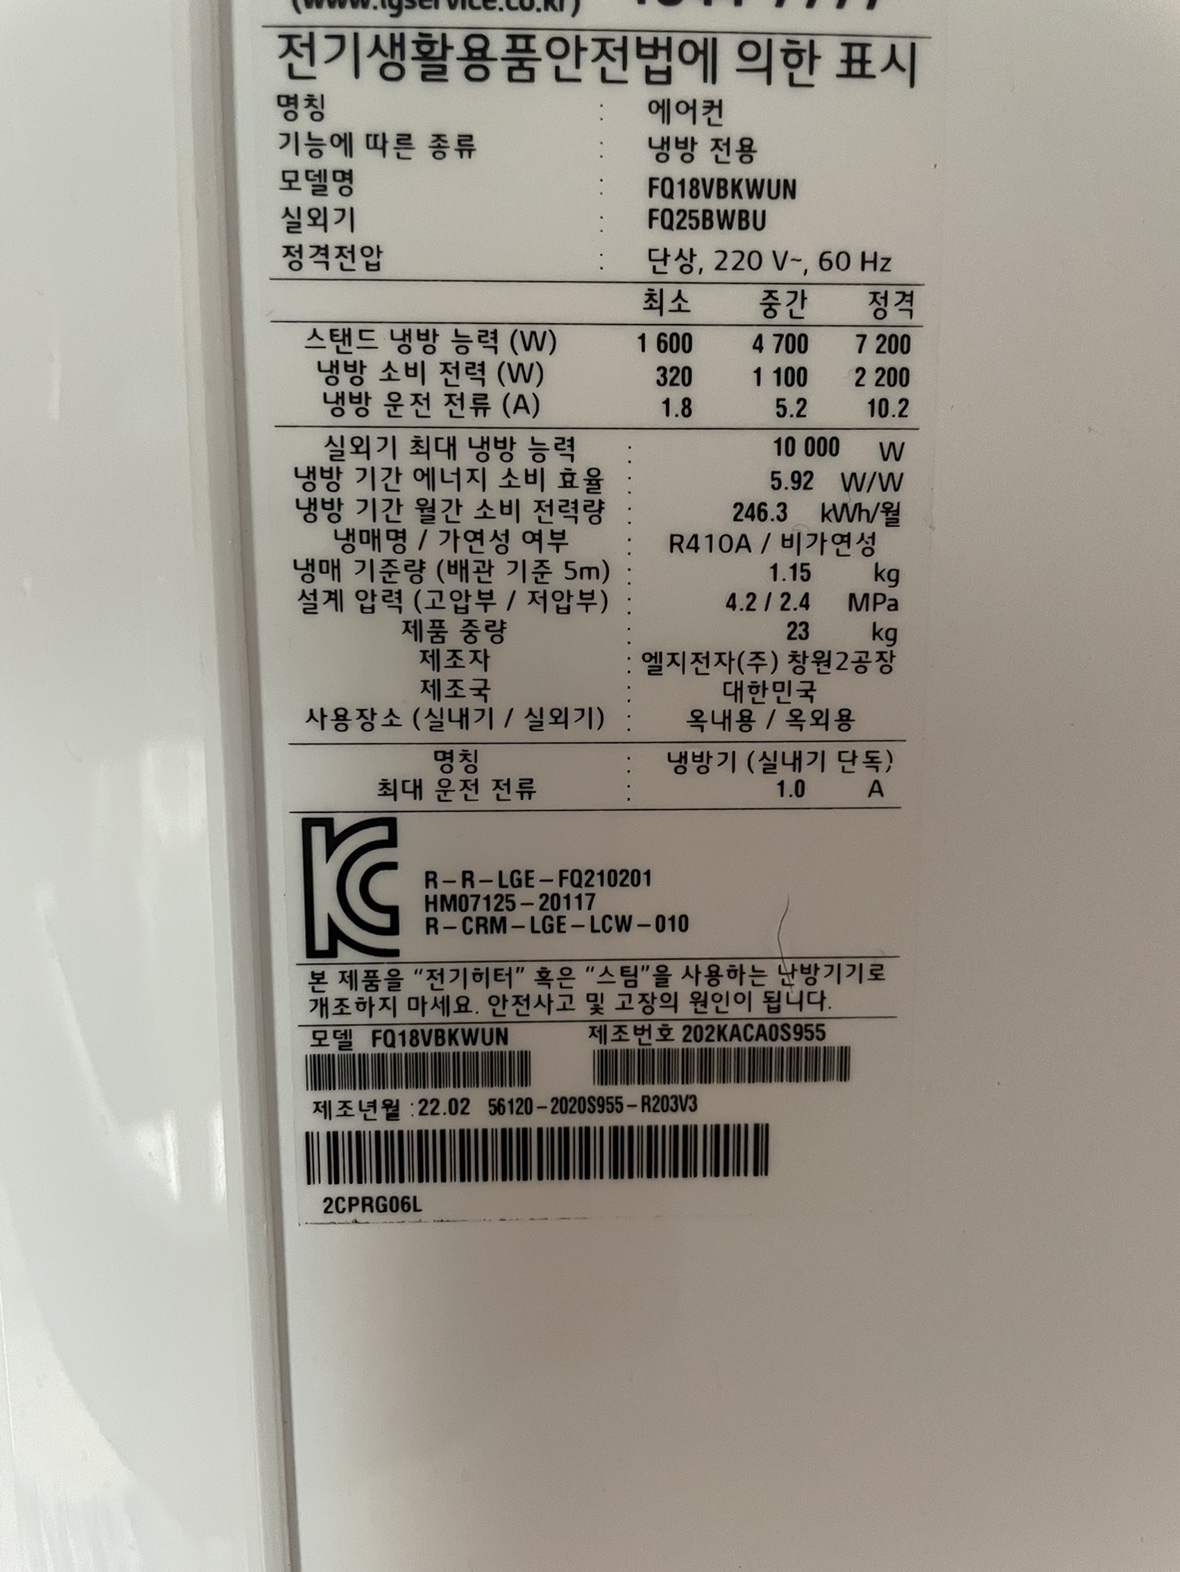 (www.lgservice.co.kr)
전기생활용품안전법에 의한 표시
명칭 : 에어컨
기능에 따른 종류 : 냉방 전용
모델명 : FQ18VBKWUN
실외기 : FQ25BWBU
정격전압 : 단상, 220 V~, 60 Hz
최소 중간 정격
스탠드 냉방 능력 (W) 1 600 4 700 7 200
냉방 소비 전력 (W) 320 1 100 2 200
냉방 운전 전류 (A) 1.8 5.2 10.2
실외기 최대 냉방 능력 : 10 000 W
냉방 기간 에너지 소비 효율 : 5.92 W/W
냉방 기간 월간 소비 전력량 : 246.3 kWh/월
냉매명 / 가연성 여부 : R410A / 비가연성
냉매 기준량 (배관 기준 5m) : 1.15 kg
설계 압력 (고압부 / 저압부) : 4.2 / 2.4 MPa
제품 중량 : 23 kg
제조자 : 엘지전자(주) 창원2공장
제조국 : 대한민국
사용장소 (실내기 / 실외기) : 옥내용 / 옥외용
명칭 : 냉방기 (실내기 단독)
최대 운전 전류 : 1.0 A
R-R-LGE-FQ210201
HM07125-20117
R-CRM-LGE-LCW-010
본 제품을 “전기히터” 혹은 “스팀”을 사용하는 난방기기로
개조하지 마세요. 안전사고 및 고장의 원인이 됩니다.
모델 FQ18VBKWUN 제조번호 202KACA0S955
제조년월 : 22.02 56120-2020S955-R203V3
2CPRG06L